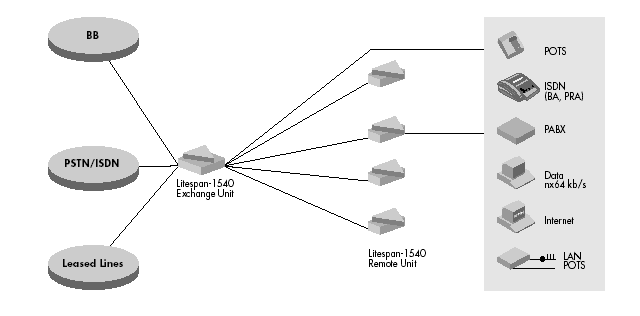 BB
PSTN/ISDN
Leased Lines
Litespan-1540
Exchange Unit
Litespan-1540
Remote Unit
POTS
ISDN
(BA, PRA)
PABX
Data
nx64 kb/s
Internet
LAN
POTS